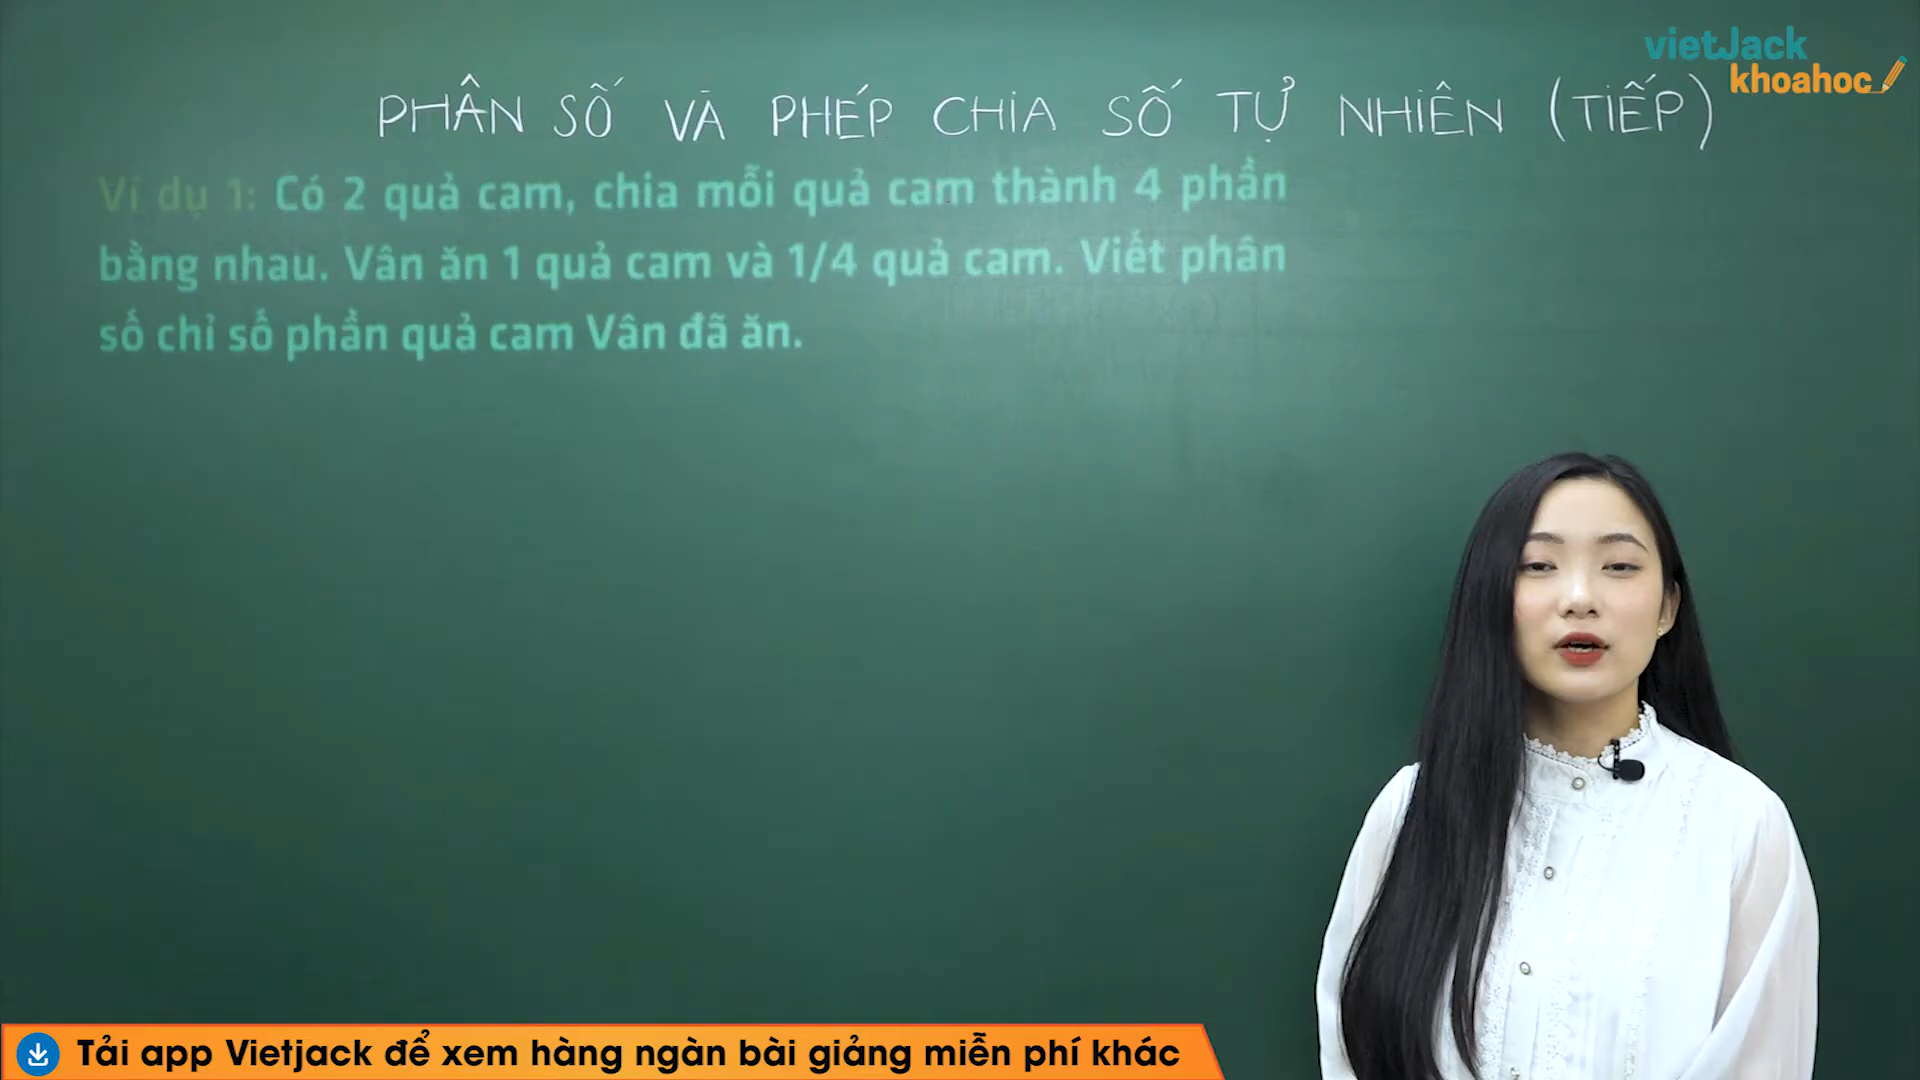 vietJack
khoahoc
PHÂN SỐ VÀ PHÉP CHIA SỐ TỰ NHIÊN (TIẾP)
Ví dụ 1: Có 2 quả cam, chia mỗi quả cam thành 4 phần
bằng nhau. Vân ăn 1 quả cam và 1/4 quả cam. Viết phân
số chỉ số phần quả cam Vân đã ăn.
Tải app Vietjack để xem hàng ngàn bài giảng miễn phí khác